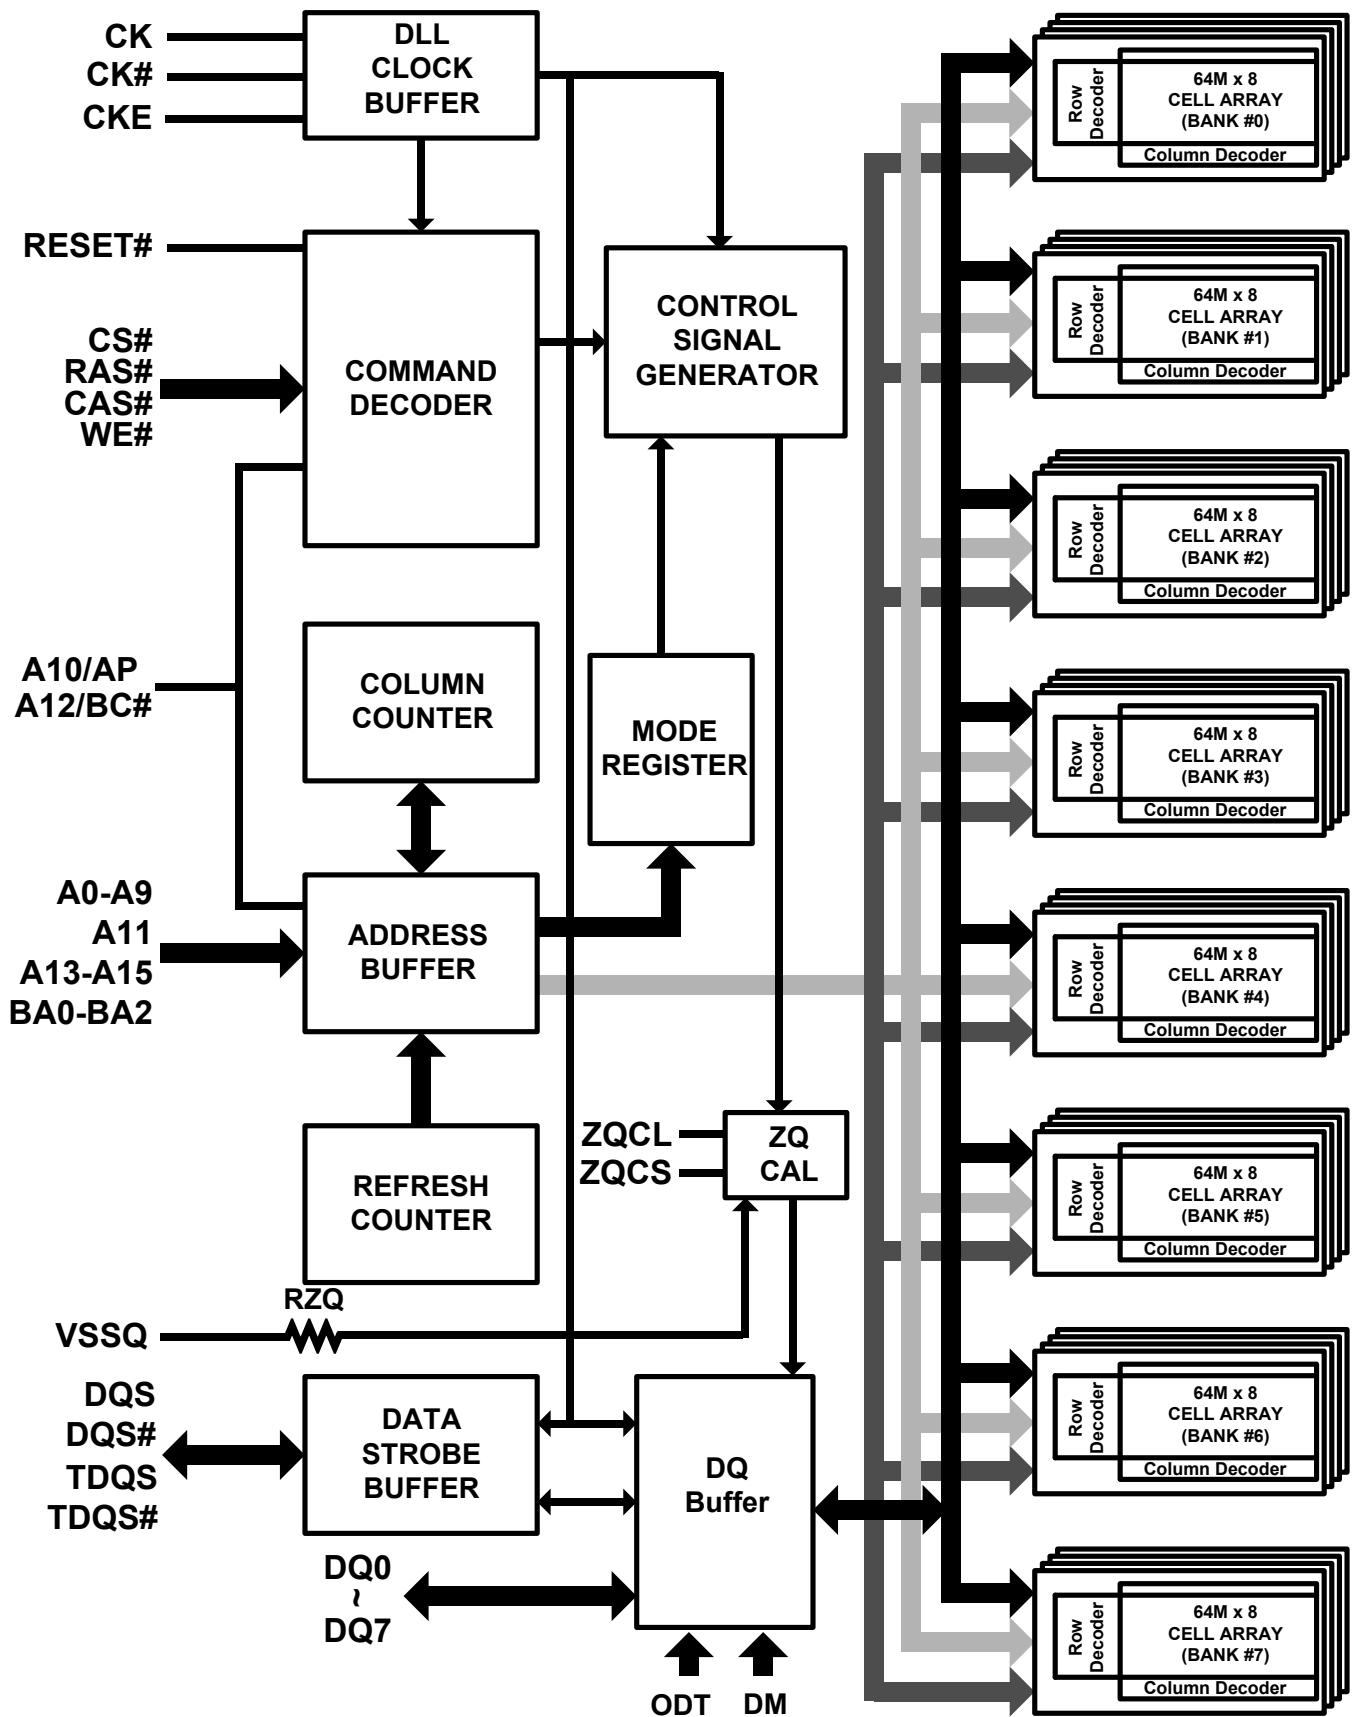 CK
CK#
CKE
DLL
CLOCK
BUFFER
RESET#
CS#
RAS#
CAS#
WE#
COMMAND
DECODER
CONTROL
SIGNAL
GENERATOR
A10/AP
A12/BC#
COLUMN
COUNTER
MODE
REGISTER
A0-A9
A11
A13-A15
BA0-BA2
ADDRESS
BUFFER
REFRESH
COUNTER
ZQCL
ZQCS
ZQ
CAL
RZQ
VSSQ
DQS
DQS#
TDQS
TDQS#
DATA
STROBE
BUFFER
DQ
Buffer
DQ0
~
DQ7
ODT
DM
Row
Decoder
64M x 8
CELL ARRAY
(BANK #0)
Column Decoder
Row
Decoder
64M x 8
CELL ARRAY
(BANK #1)
Column Decoder
Row
Decoder
64M x 8
CELL ARRAY
(BANK #2)
Column Decoder
Row
Decoder
64M x 8
CELL ARRAY
(BANK #3)
Column Decoder
Row
Decoder
64M x 8
CELL ARRAY
(BANK #4)
Column Decoder
Row
Decoder
64M x 8
CELL ARRAY
(BANK #5)
Column Decoder
Row
Decoder
64M x 8
CELL ARRAY
(BANK #6)
Column Decoder
Row
Decoder
64M x 8
CELL ARRAY
(BANK #7)
Column Decoder